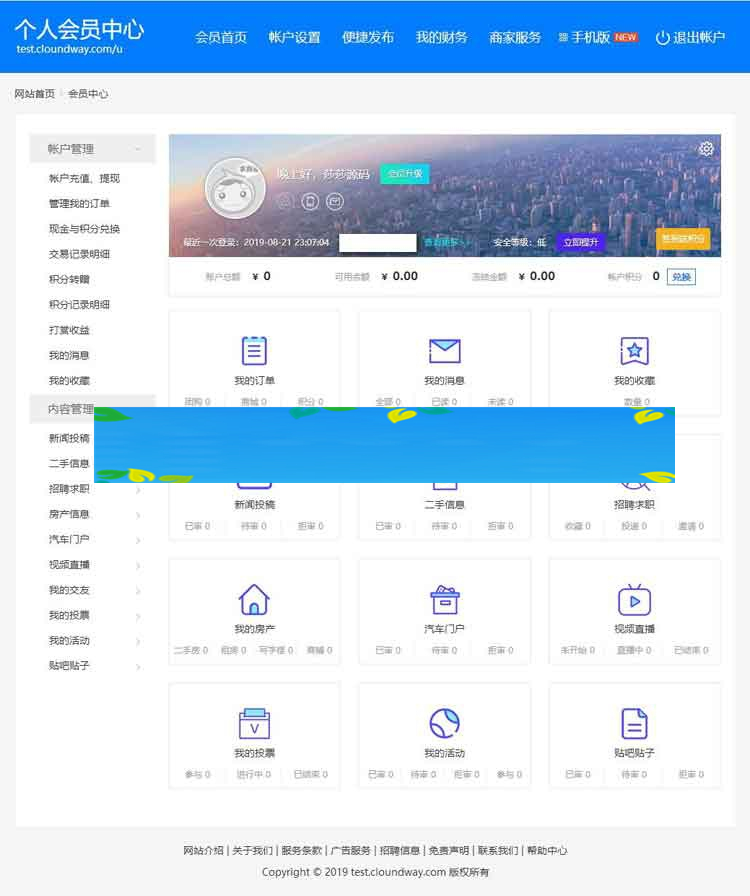 个人会员中心
test.cloundway.com/u
会员首页 帐户设置 便捷发布 我的财务 商家服务 手机版 NEW 退出帐户
网站首页 会员中心
帐户管理
帐户充值、提现
管理我的订单
现金与积分兑换
交易记录明细
积分转赠
积分记录明细
打赏收益
我的消息
我的收藏
内容管理
新闻投稿
二手信息
招聘求职
房产信息
汽车门户
视频直播
我的交友
我的投票
我的活动
贴吧贴子
晚上好，莎莎源码 会员升级
最近一次登录：2019-08-21 23:07:04 查看更多>> 安全等级：低 立即提升
签到送积分
帐户总额 ¥ 0 可用余额 ¥ 0.00 冻结金额 ¥ 0.00 帐户积分 0 兑换
我的订单
团购 0 商城 0 积分 0
我的消息
全部 0 已读 0 未读 0
我的收藏
数量 0
新闻投稿
已审 0 待审 0 拒审 0
二手信息
已审 0 待审 0 拒审 0
招聘求职
收藏 0 投递 0 邀请 0
我的房产
二手房 0 租房 0 写字楼 0 商铺 0
汽车门户
已审 0 待审 0 拒审 0
视频直播
未开始 0 直播中 0 已结束 0
V
我的投票
参与 0 进行中 0 已结束 0
我的活动
已审 0 待审 0 拒审 0 参与 0
贴吧贴子
已审 0 待审 0 拒审 0
网站介绍 | 关于我们 | 服务条款 | 广告服务 | 招聘信息 | 免责声明 | 联系我们 | 帮助中心
Copyright © 2019 test.cloundway.com 版权所有